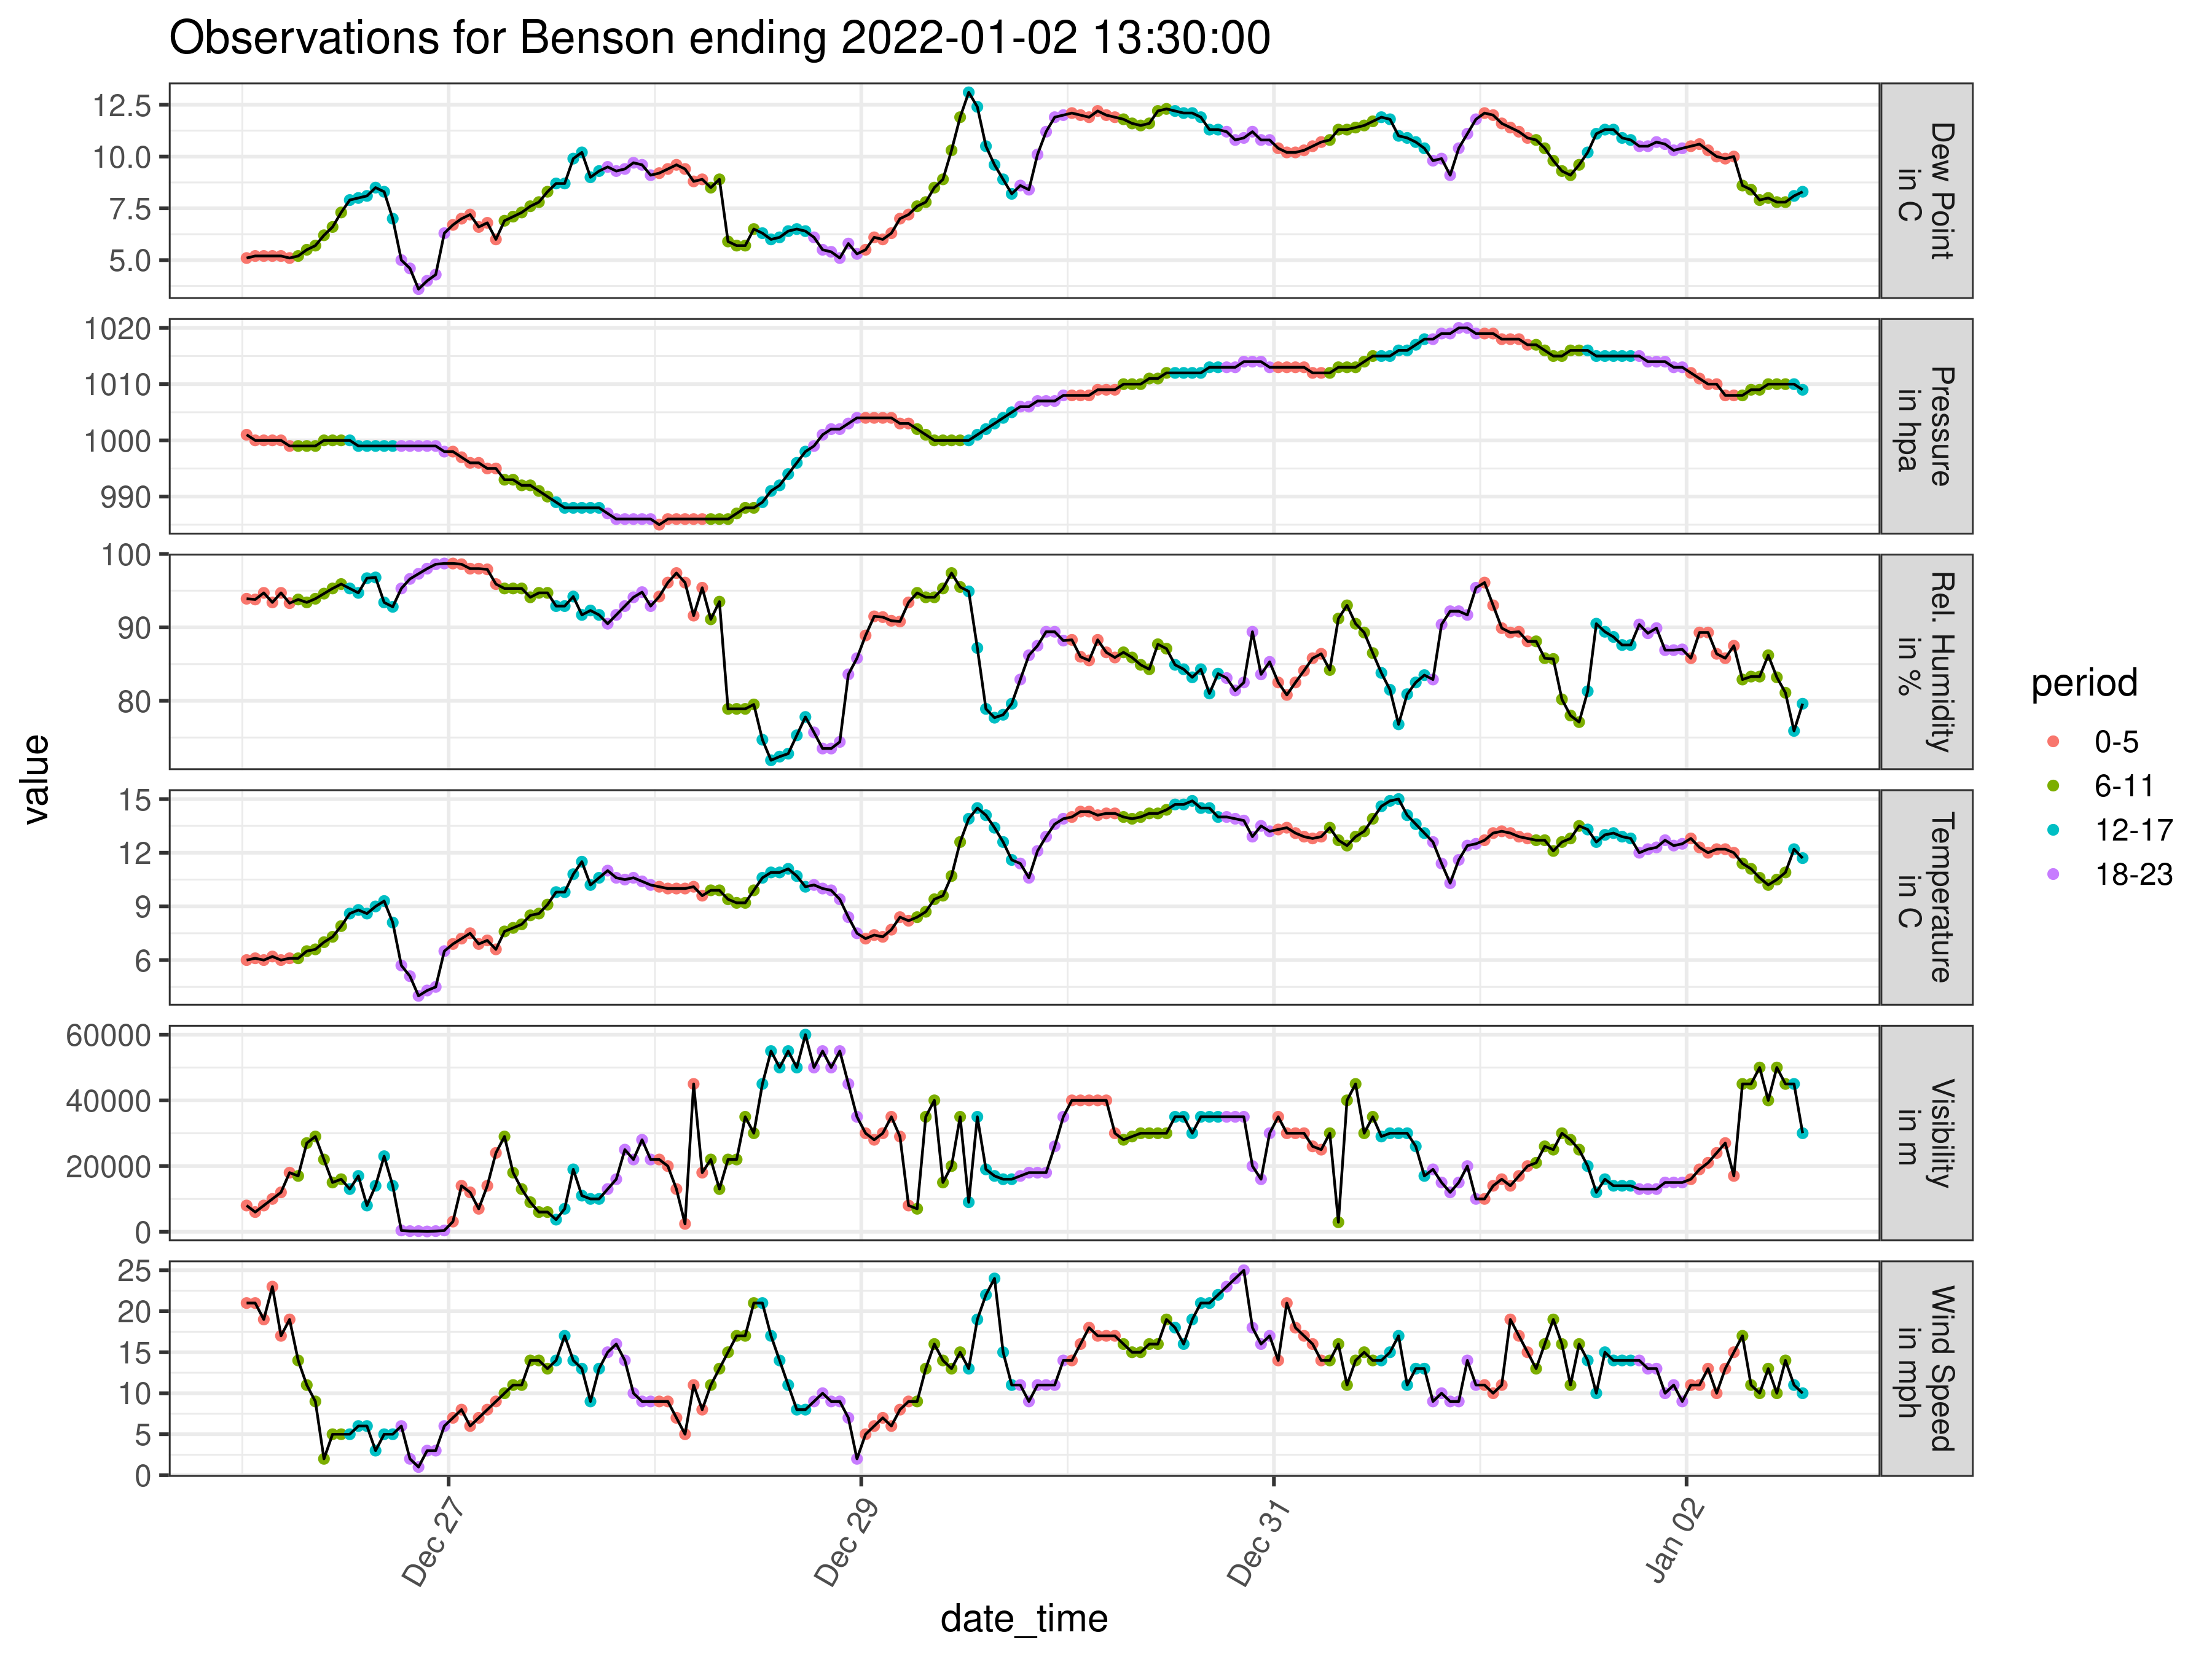 Observations for Benson ending 2022-01-02 13:30:00
value
12.5
10.0
7.5
5.0
Dew Point
in C
1020
1010
1000
990
Pressure
in hpa
100
90
80
Rel. Humidity
in %
15
12
9
6
Temperature
in C
60000
40000
20000
0
Visibility
in m
25
20
15
10
5
0
Wind Speed
in mph
Dec 27
Dec 29
Dec 31
Jan 02
date_time
period
0-5
6-11
12-17
18-23